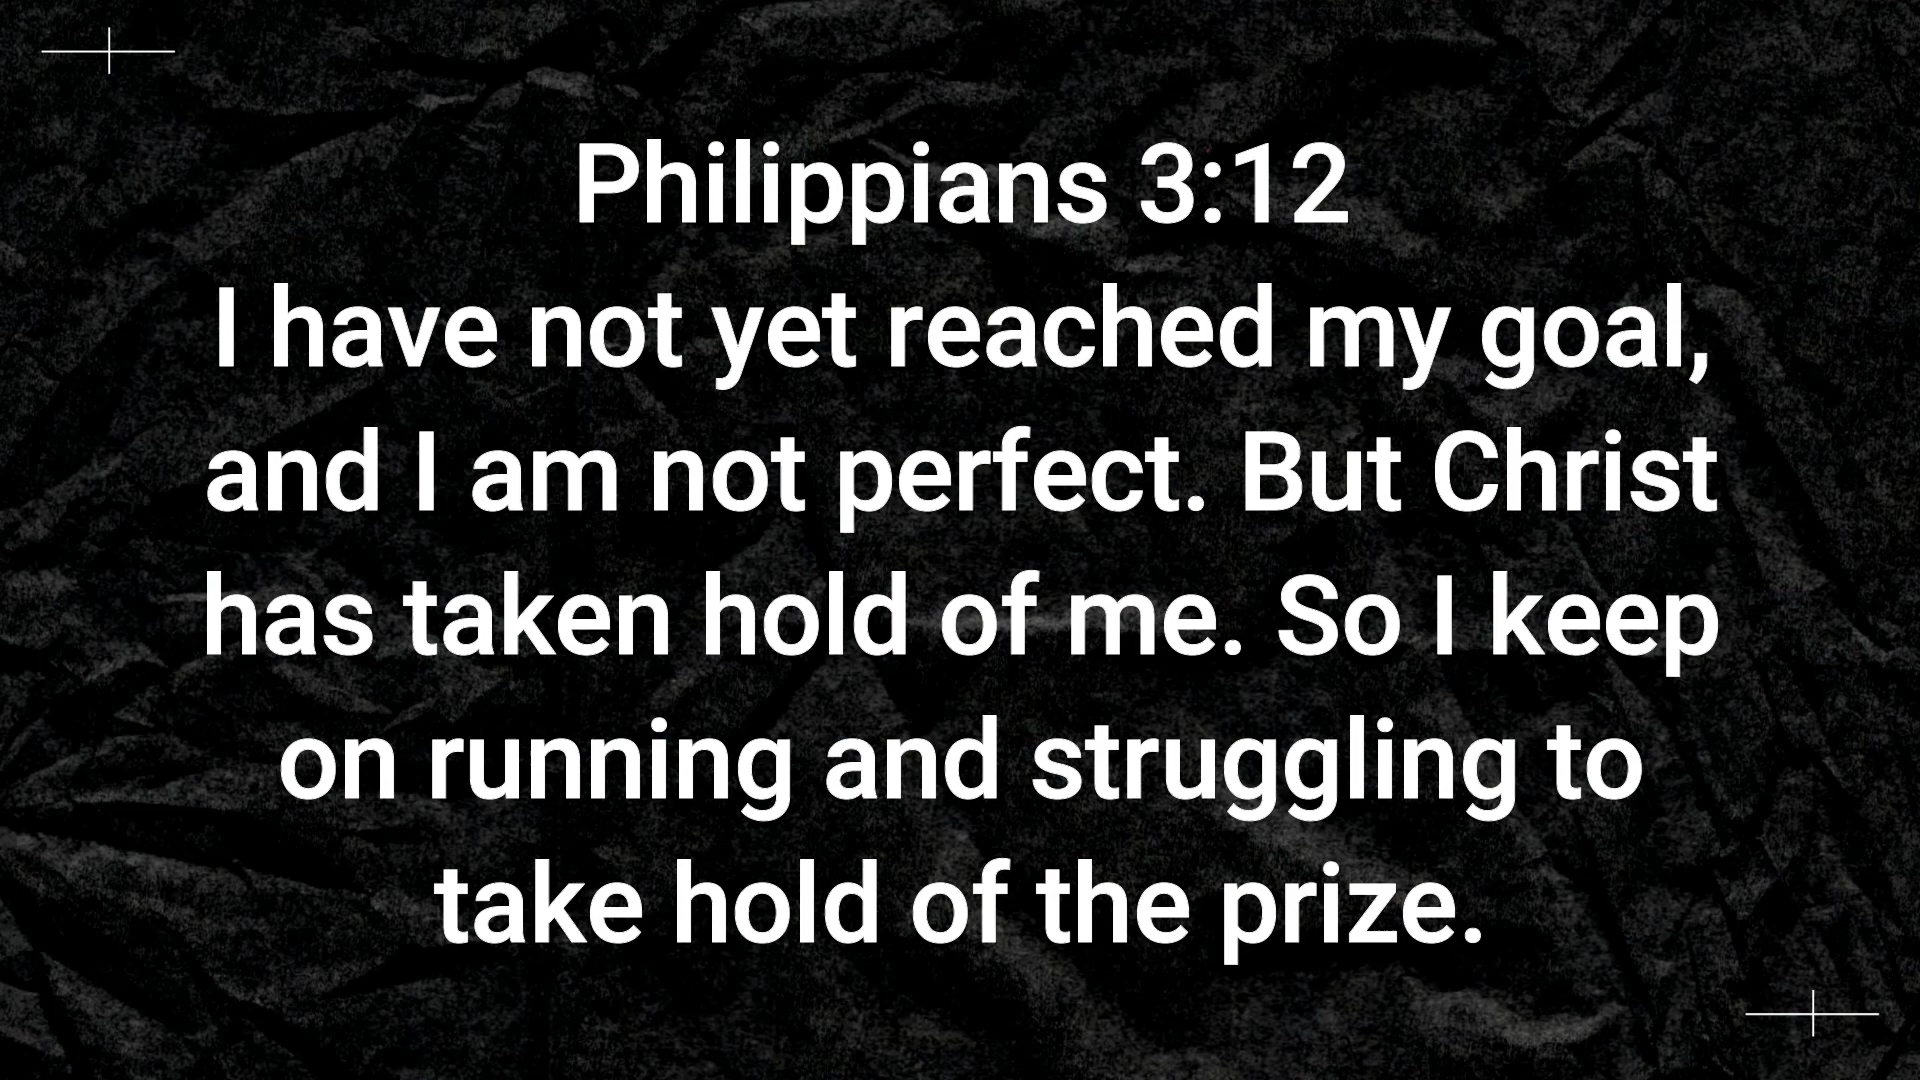 Philippians 3:12
I have not yet reached my goal,
and I am not perfect. But Christ
has taken hold of me. So I keep
on running and struggling to
take hold of the prize.